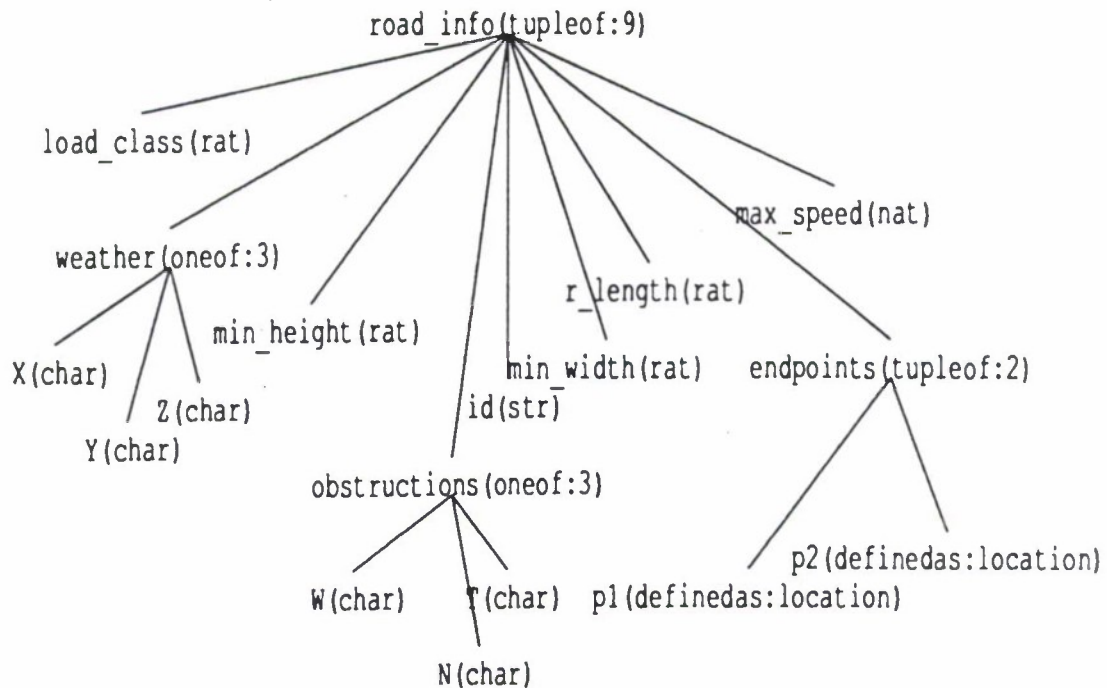 road_info(tupleof:9)
load_class(rat)
max_speed(nat)
weather(oneof:3)
r_length(rat)
min_height(rat)
X(char)
min_width(rat)
endpoints(tupleof:2)
Z(char)
id(str)
Y(char)
obstructions(oneof:3)
p2(definedas:location)
W(char)
T(char)
p1(definedas:location)
N(char)